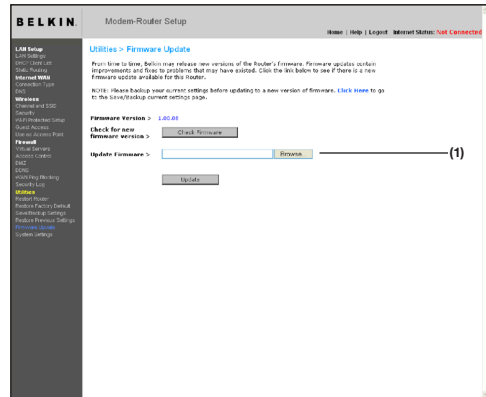 BELKIN.
Modem-Router Setup
Home | Help | Logout Internet Status: Not Connected
LAN Setup
LAN Settings
DHCP Client List
Static Routing
Internet WAN
Connection Type
DNS
Wireless
Channel and SSID
Security
Wi-Fi Protected Setup
Guest Access
Use as Access Point
Firewall
Virtual Servers
Access Control
DMZ
DDNS
WAN Ping Blocking
Security Log
Utilities
Restart Router
Restore Factory Default
Save/Backup Settings
Restore Previous Settings
Firmware Update
System Settings
Utilities > Firmware Update
From time to time, Belkin may release new versions of the Router's firmware. Firmware updates contain
improvements and fixes to problems that may have existed. Click the link below to see if there is a new
firmware update available for this Router.
NOTE: Please backup your current settings before updating to a new version of firmware. Click Here to go
to the Save/Backup current settings page.
Firmware Version > 1.00.08
Check for new
firmware version >
Check Firmware
Update Firmware >
Browse...
(1)
Update